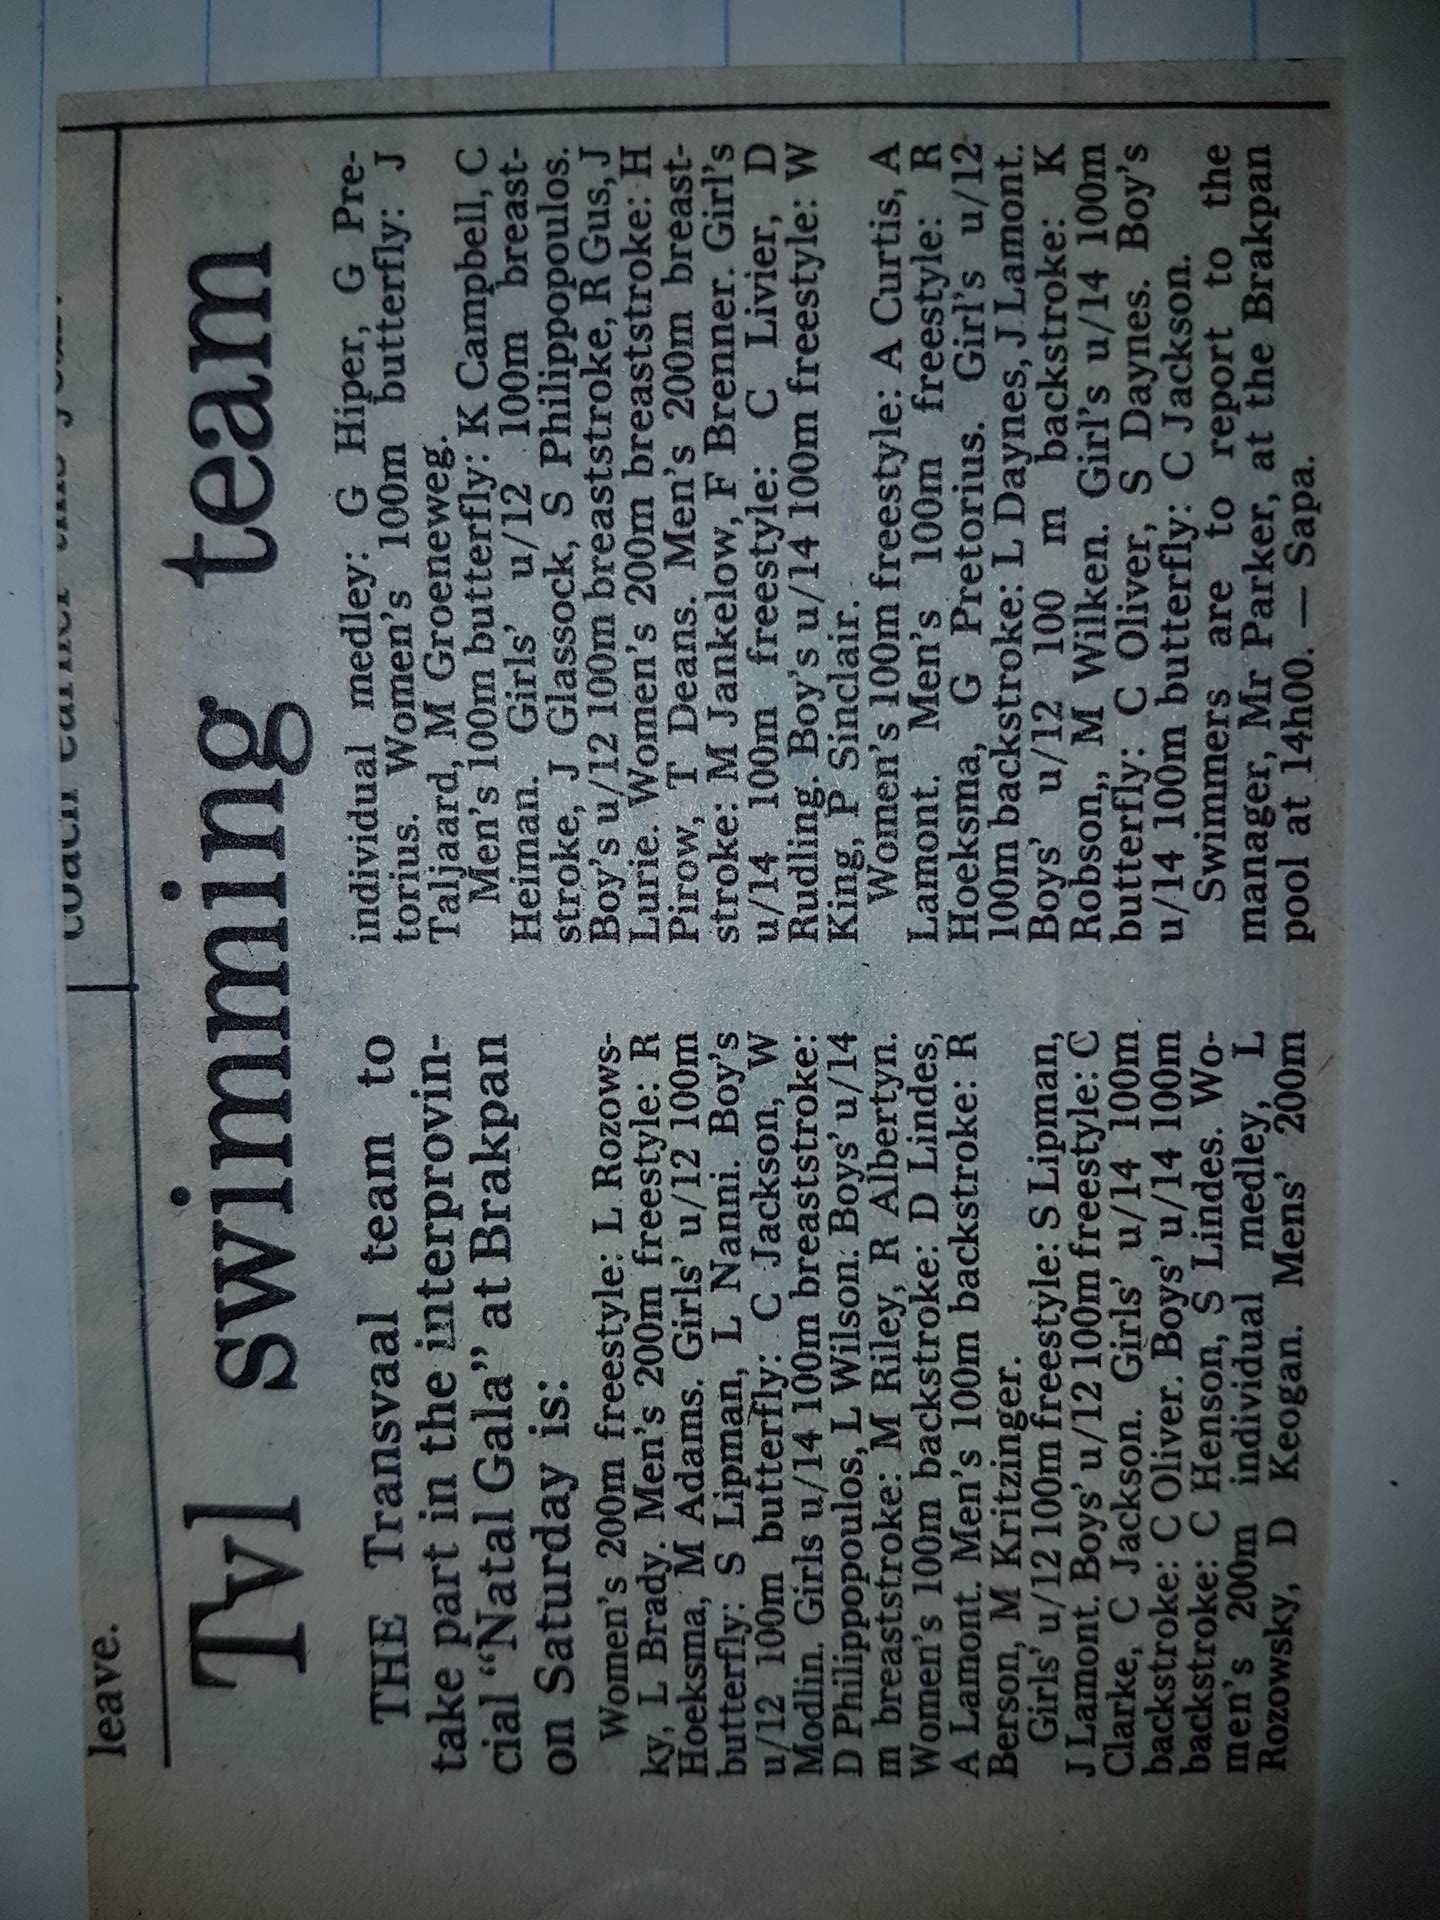 leave.
Tvl swimming team
THE Transvaal team to
take part in the interprovin-
cial "Natal Gala" at Brakpan
on Saturday is:
Women's 200m freestyle: L Rozows-
ky, L Brady. Men's 200m freestyle: R
Hoeksma, M Adams. Girls' u/12 100m
butterfly: S Lipman, L Nanni. Boy's
u/12 100m butterfly: C Jackson, W
Modlin. Girls u/14 100m breaststroke:
D Philippopoulos, L Wilson. Boys' u/14
m breaststroke: M Riley, R Albertyn.
Women's 100m backstroke: D Lindes,
A Lamont. Men's 100m backstroke: R
Berson, M Kritzinger.
Girls' u/12 100m freestyle: S Lipman,
J Lamont. Boys' u/12 100m freestyle: C
Clarke, C Jackson. Girls' u/14 100m
backstroke: C Oliver. Boys' u/14 100m
backstroke: C Henson, S Lindes. Wo-
men's 200m individual medley, L
Rozowsky, D Keogan. Mens' 200m
individual medley: G Hiper, G Pre-
torius. Women's 100m butterfly: J
Taljaard, M Groeneweg.
Men's 100m butterfly: K Campbell, C
Heiman. Girls' u/12 100m breast-
stroke, J Glassock, S Philippopoulos.
Boy's u/12 100m breaststroke, R Gus, J
Lurie. Women's 200m breaststroke: H
Pirow, T Deans. Men's 200m breast-
stroke: M Jankelow, F Brenner. Girl's
u/14 100m freestyle: C Livier, D
Rudling. Boy's u/14 100m freestyle: W
King, P Sinclair.
Women's 100m freestyle: A Curtis, A
Lamont. Men's 100m freestyle: R
Hoeksma, G Pretorius. Girl's u/12
100m backstroke: L Daynes, J Lamont.
Boys' u/12 100 m backstroke: K
Robson,, M Wilken. Girl's u/14 100m
butterfly: C Oliver, S Daynes. Boy's
u/14 100m butterfly: C Jackson.
Swimmers are to report to the
manager, Mr Parker, at the Brakpan
pool at 14h00. — Sapa.